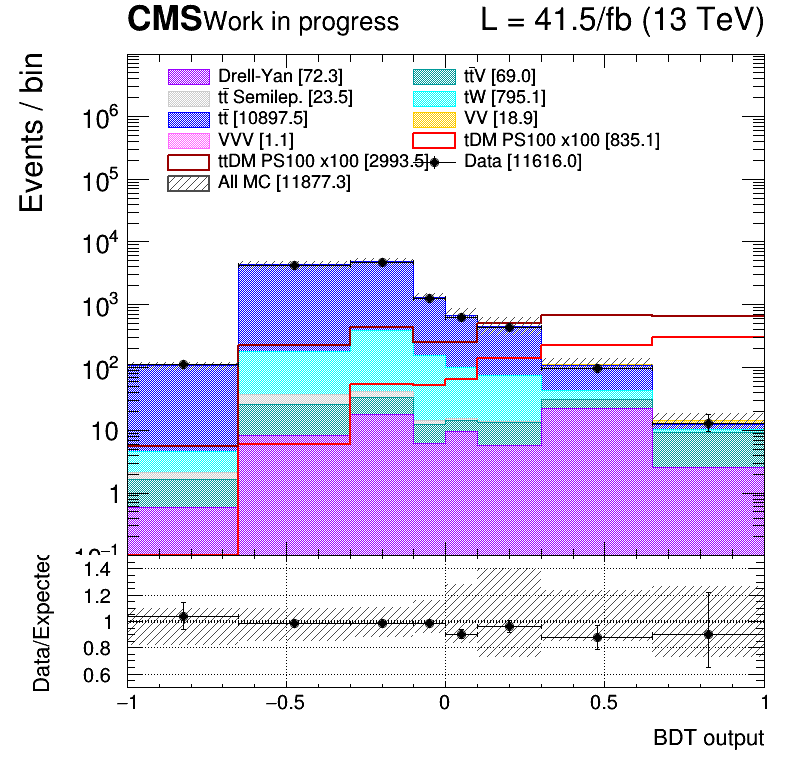 CMS Work in progress L = 41.5/fb (13 TeV)
Events / bin
Drell-Yan [72.3] tt̄V [69.0]
tt̄ Semilep. [23.5] tW [795.1]
tt̄ [10897.5] VV [18.9]
VVV [1.1] tDM PS100 x100 [835.1]
ttDM PS100 x100 [2993.5] Data [11616.0]
All MC [11877.3]
10⁶
10⁵
10⁴
10³
10²
10
1
10⁻¹
Data/Expected
1.4
1.2
1
0.8
0.6
−1 −0.5 0 0.5 1
BDT output